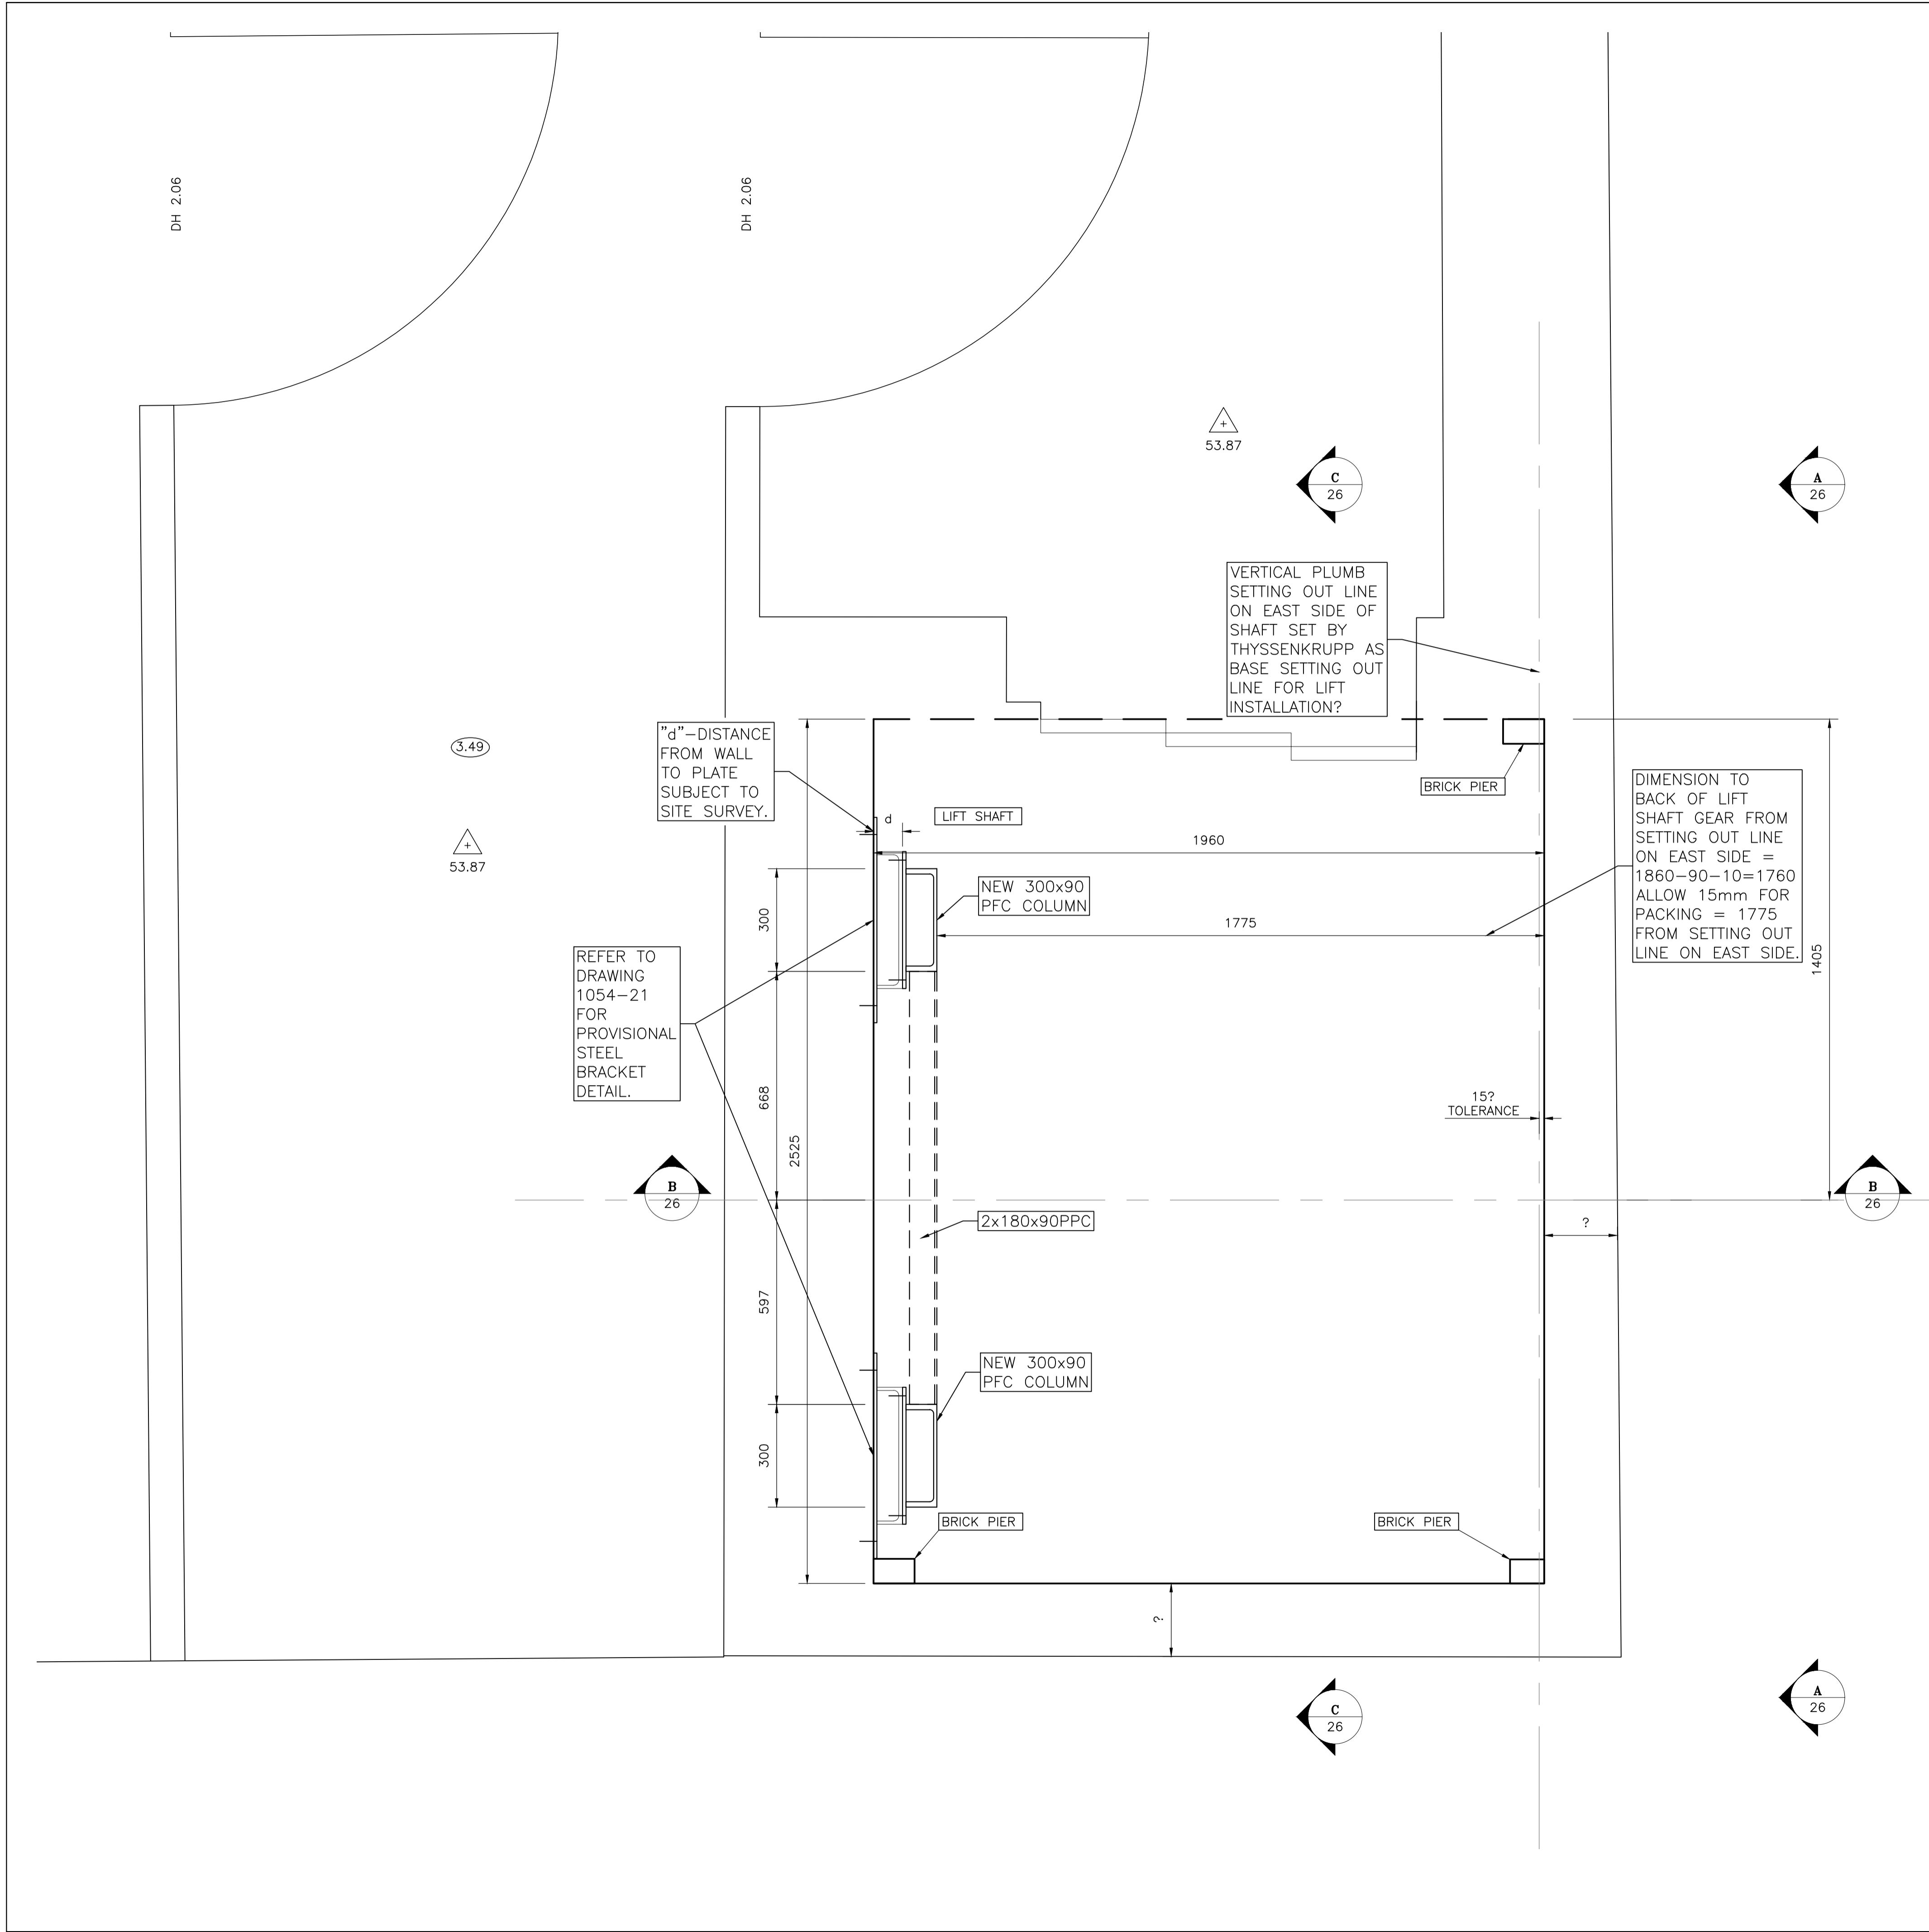 DH 2.06
DH 2.06
53.87
C
26
A
26
VERTICAL PLUMB
SETTING OUT LINE
ON EAST SIDE OF
SHAFT SET BY
THYSSENKRUPP AS
BASE SETTING OUT
LINE FOR LIFT
INSTALLATION?
"d"-DISTANCE
FROM WALL
TO PLATE
SUBJECT TO
SITE SURVEY.
3.49
53.87
d
LIFT SHAFT
BRICK PIER
DIMENSION TO
BACK OF LIFT
SHAFT GEAR FROM
SETTING OUT LINE
ON EAST SIDE =
1860-90-10=1760
ALLOW 15mm FOR
PACKING = 1775
FROM SETTING OUT
LINE ON EAST SIDE.
1960
NEW 300x90
PFC COLUMN
300
1775
1405
REFER TO
DRAWING
1054-21
FOR
PROVISIONAL
STEEL
BRACKET
DETAIL.
668
2525
15?
TOLERANCE
B
26
B
26
2x180x90PPC
?
597
NEW 300x90
PFC COLUMN
300
BRICK PIER
BRICK PIER
?
C
26
A
26